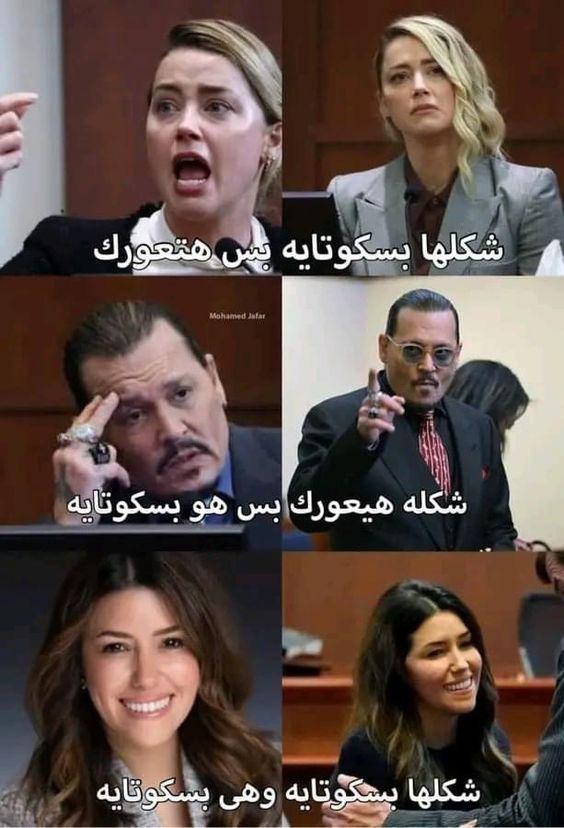 شكلها بسكوتايه بس هتعورك
Mohamed Jafar
شكله هيعورك بس هو بسكوتايه
شكلها بسكوتايه وهى بسكوتايه